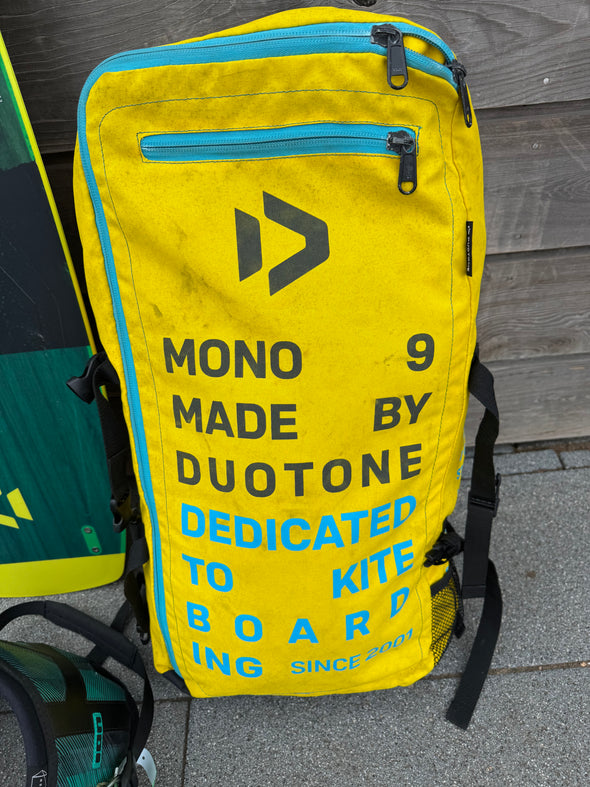 MONO 9
MADE BY
DUOTONE
DEDICATED
TO KITE
BOARD
ING SINCE 2001